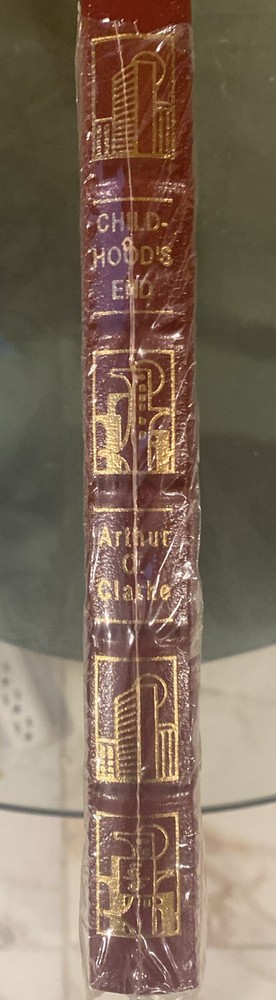 CHILD-
HOOD'S
END
Arthur
C.
Clarke